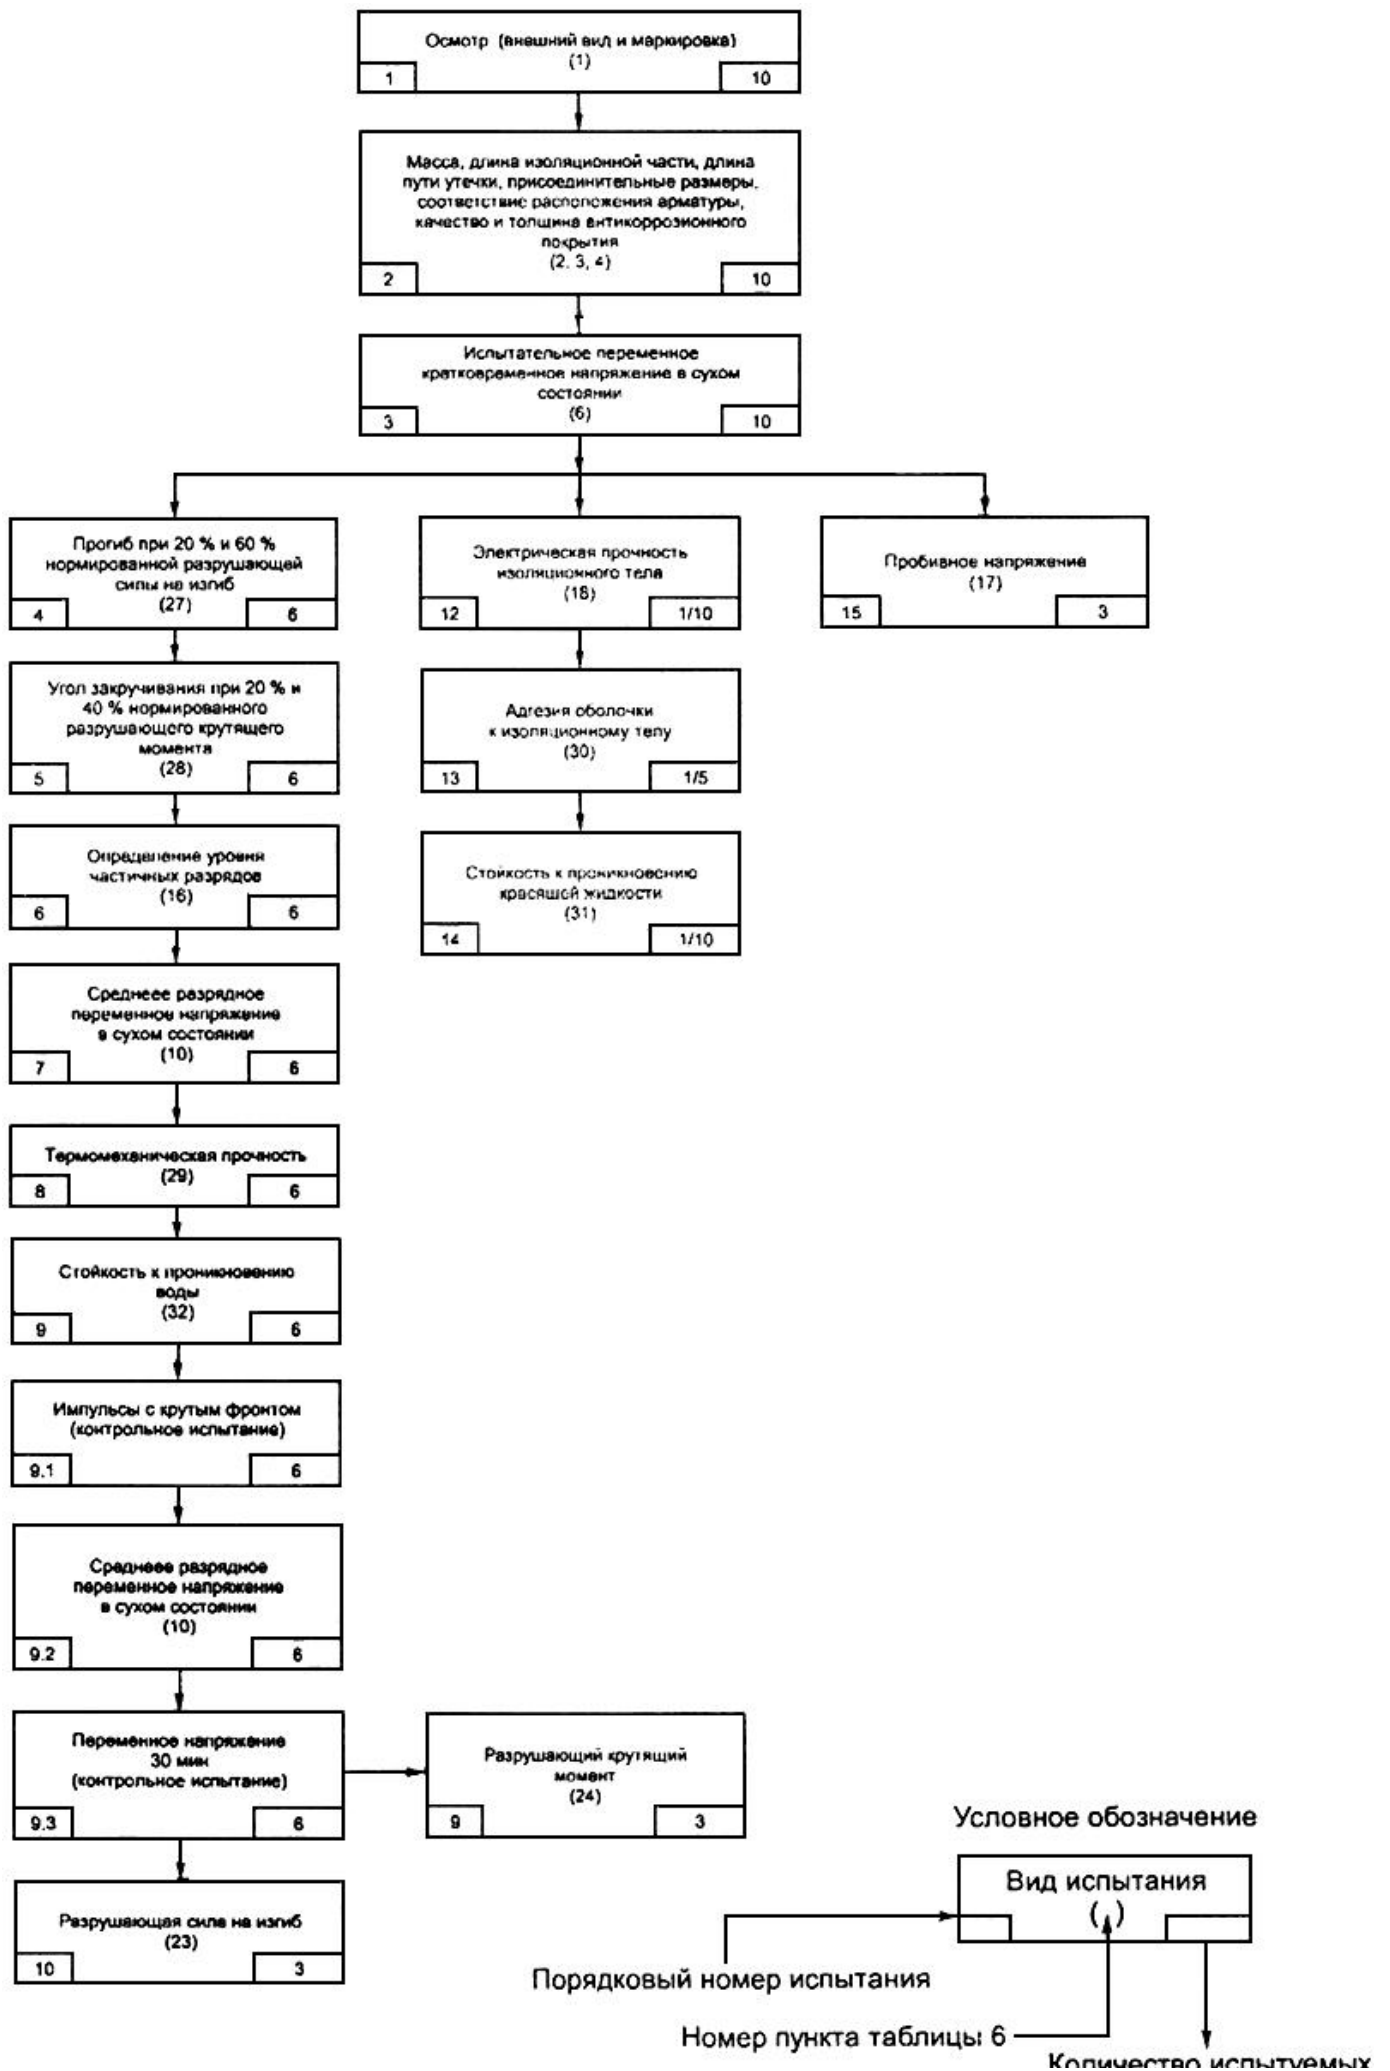 Осмотр (внешний вид и маркировка)
(1)
1
10
Масса, длина изоляционной части, длина
пути утечки, присоединительные размеры,
соответствие расположения арматуры,
качество и толщина антикоррозионного
покрытия
(2, 3, 4)
2
10
Испытательное переменное
кратковременное напряжение в сухом
состоянии
(6)
3
10
Прогиб при 20 % и 60 %
нормированной разрушающей
силы на изгиб
(27)
4
6
Электрическая прочность
изоляционного тела
(18)
12
1/10
Пробивное напряжение
(17)
15
3
Угол закручивания при 20 % и
40 % нормированного
разрушающего крутящего
момента
(28)
5
6
Адгезия оболочки
к изоляционному телу
(30)
13
1/5
Определение уровня
частичных разрядов
(16)
6
6
Стойкость к проникновению
красящей жидкости
(31)
14
1/10
Среднеее разрядное
переменное напряжение
в сухом состоянии
(10)
7
6
Термомеханическая прочность
(29)
8
6
Стойкость к проникновению
воды
(32)
9
6
Импульсы с крутым фронтом
(контрольное испытание)
9.1
6
Среднеее разрядное
переменное напряжение
в сухом состоянии
(10)
9.2
6
Переменное напряжение
30 мин
(контрольное испытание)
9.3
6
Разрушающий крутящий
момент
(24)
9
3
Разрушающая сила на изгиб
(23)
10
3
Условное обозначение
Вид испытания
( )
Порядковый номер испытания
Номер пункта таблицы 6
Количество испытуемых